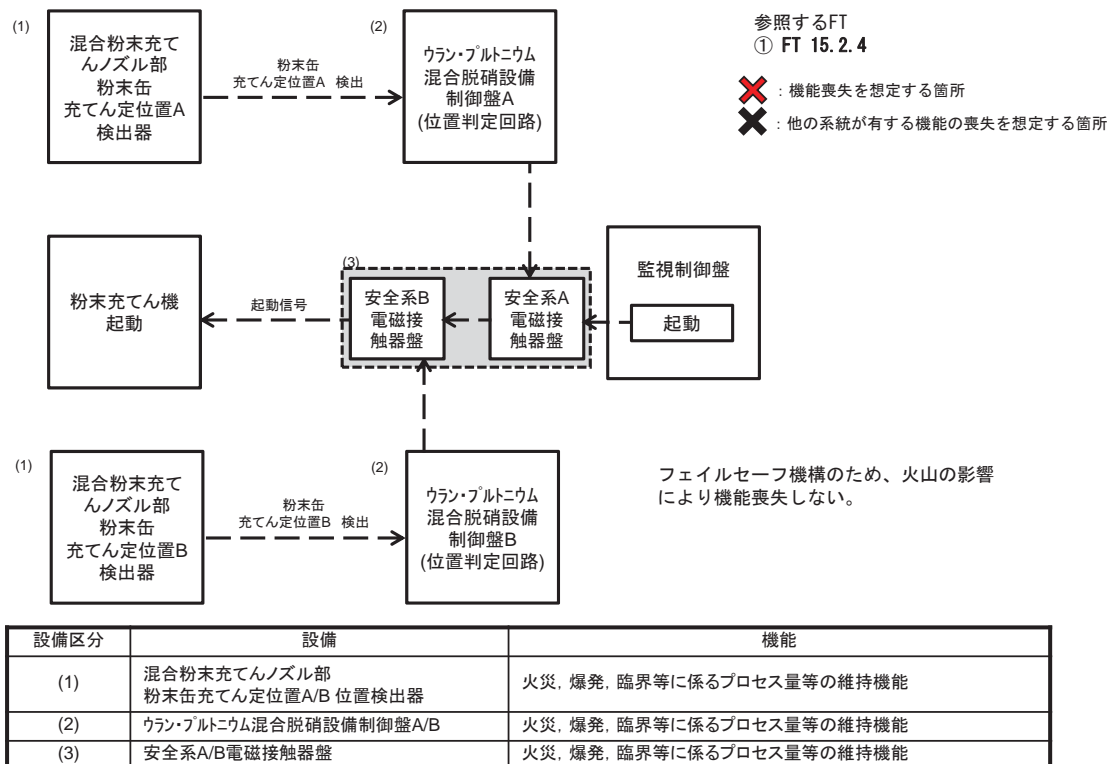 (1)
混合粉末充て
んノズル部
粉末缶
充てん定位置A
検出器
粉末缶
充てん定位置A 検出
(2)
ウラン・プルトニウム
混合脱硝設備
制御盤A
(位置判定回路)
参照するFT
① FT 15.2.4
：機能喪失を想定する箇所
：他の系統が有する機能の喪失を想定する箇所
粉末充てん機
起動
起動信号
(3)
安全系B
電磁接
触器盤
安全系A
電磁接
触器盤
監視制御盤
起動
(1)
混合粉末充て
んノズル部
粉末缶
充てん定位置B
検出器
粉末缶
充てん定位置B 検出
(2)
ウラン・プルトニウム
混合脱硝設備
制御盤B
(位置判定回路)
フェイルセーフ機構のため、火山の影響
により機能喪失しない。
設備区分 設備 機能
(1) 混合粉末充てんノズル部
粉末缶充てん定位置A/B 位置検出器 火災, 爆発, 臨界等に係るプロセス量等の維持機能
(2) ウラン・プルトニウム混合脱硝設備制御盤A/B 火災, 爆発, 臨界等に係るプロセス量等の維持機能
(3) 安全系A/B電磁接触器盤 火災, 爆発, 臨界等に係るプロセス量等の維持機能